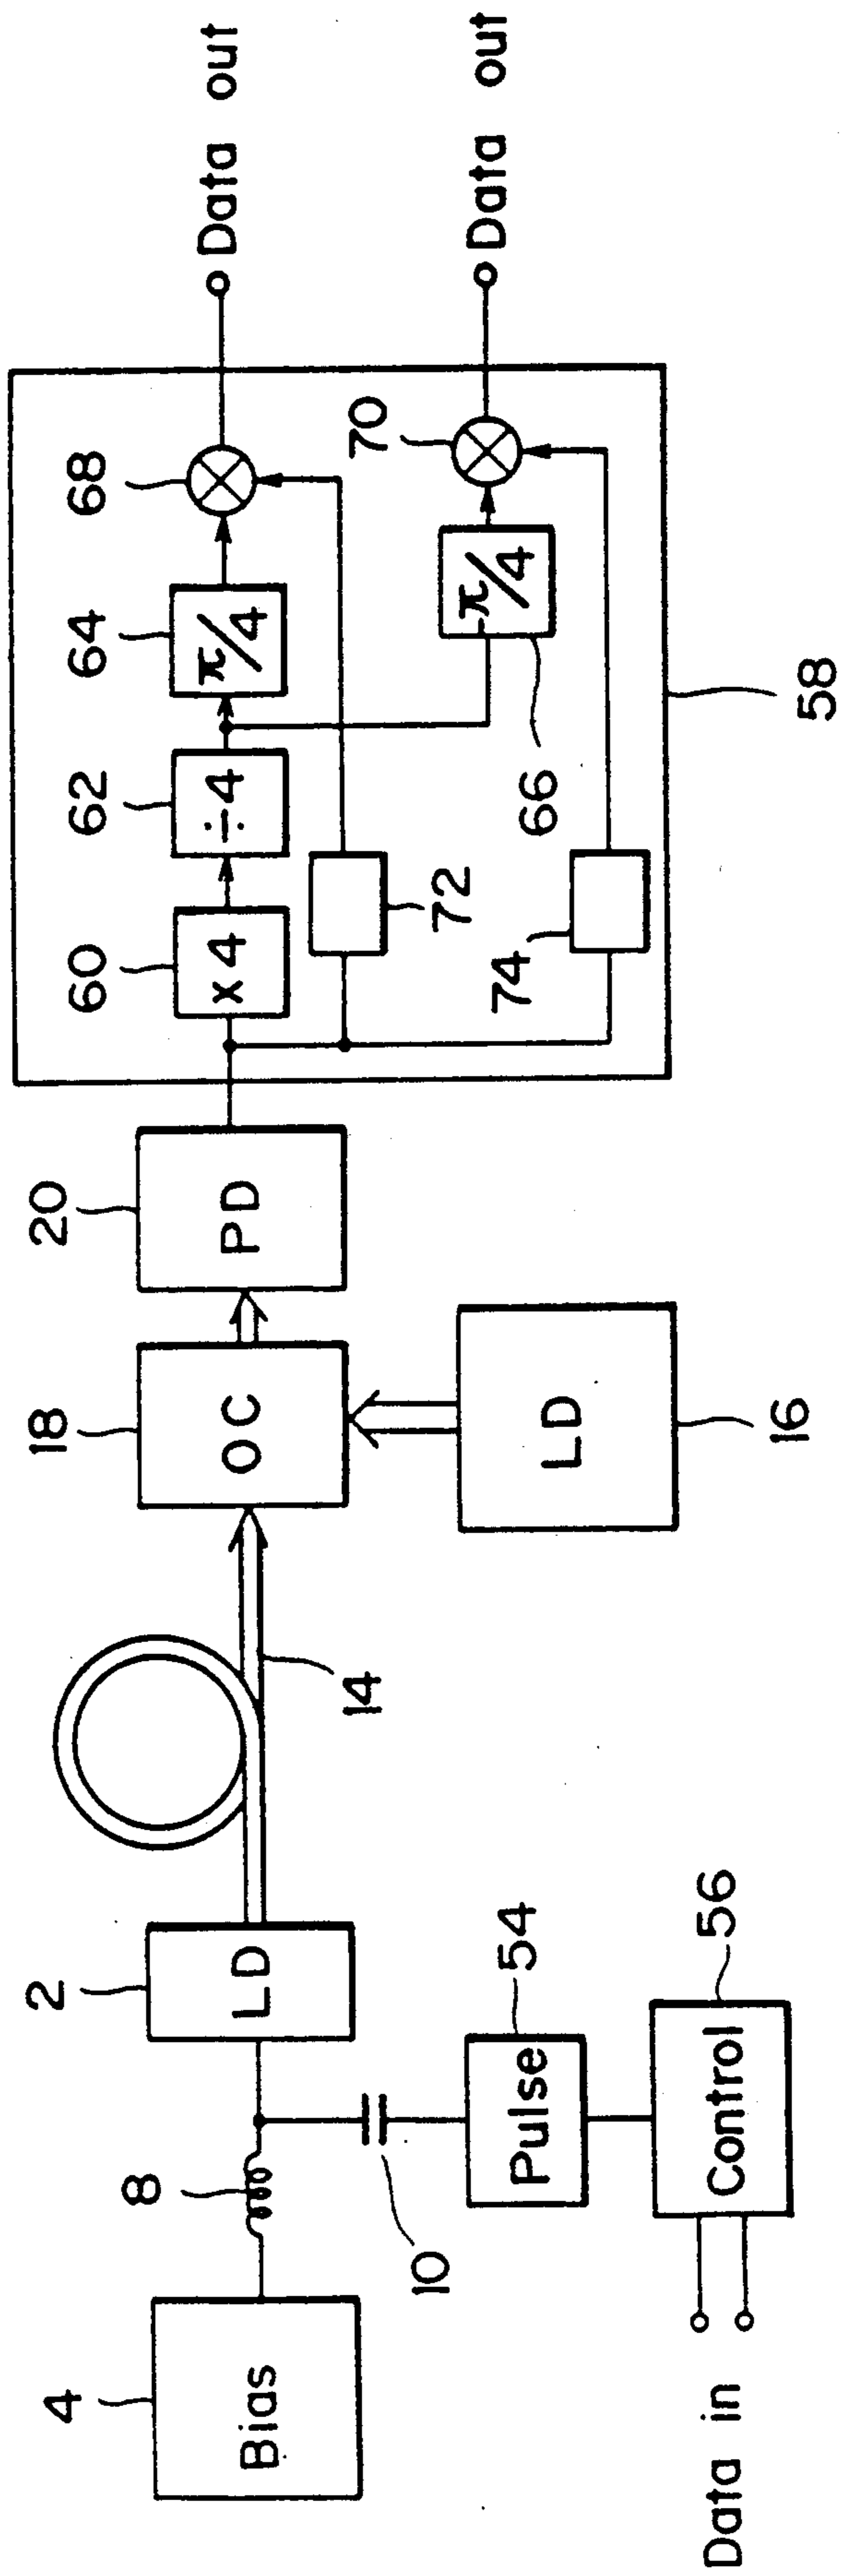 4
Bias
8
10
2
LD
Pulse
54
Control
56
Data in
14
18
OC
LD
16
20
PD
60
×4
62
÷4
64
π/4
68
72
66
-π/4
70
74
58
Data out
Data out